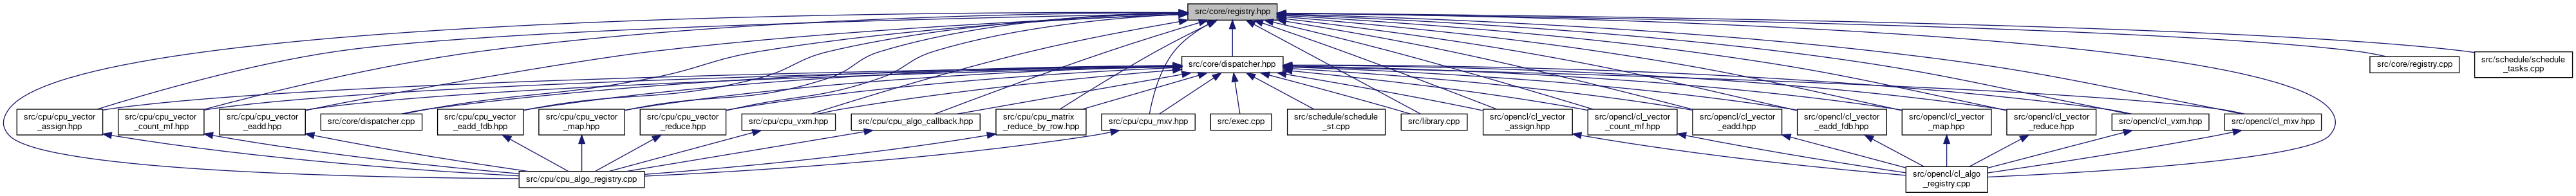 src/core/registry.hpp
src/core/dispatcher.hpp
src/core/registry.cpp
src/schedule/schedule
_tasks.cpp
src/cpu/cpu_vector
_assign.hpp
src/cpu/cpu_vector
_count_mf.hpp
src/cpu/cpu_vector
_eadd.hpp
src/core/dispatcher.cpp
src/cpu/cpu_vector
_eadd_fdb.hpp
src/cpu/cpu_vector
_map.hpp
src/cpu/cpu_vector
_reduce.hpp
src/cpu/cpu_vxm.hpp
src/cpu/cpu_algo_callback.hpp
src/cpu/cpu_matrix
_reduce_by_row.hpp
src/cpu/cpu_mxv.hpp
src/exec.cpp
src/schedule/schedule
_st.cpp
src/library.cpp
src/opencl/cl_vector
_assign.hpp
src/opencl/cl_vector
_count_mf.hpp
src/opencl/cl_vector
_eadd.hpp
src/opencl/cl_vector
_eadd_fdb.hpp
src/opencl/cl_vector
_map.hpp
src/opencl/cl_vector
_reduce.hpp
src/opencl/cl_vxm.hpp
src/opencl/cl_mxv.hpp
src/cpu/cpu_algo_registry.cpp
src/opencl/cl_algo
_registry.cpp